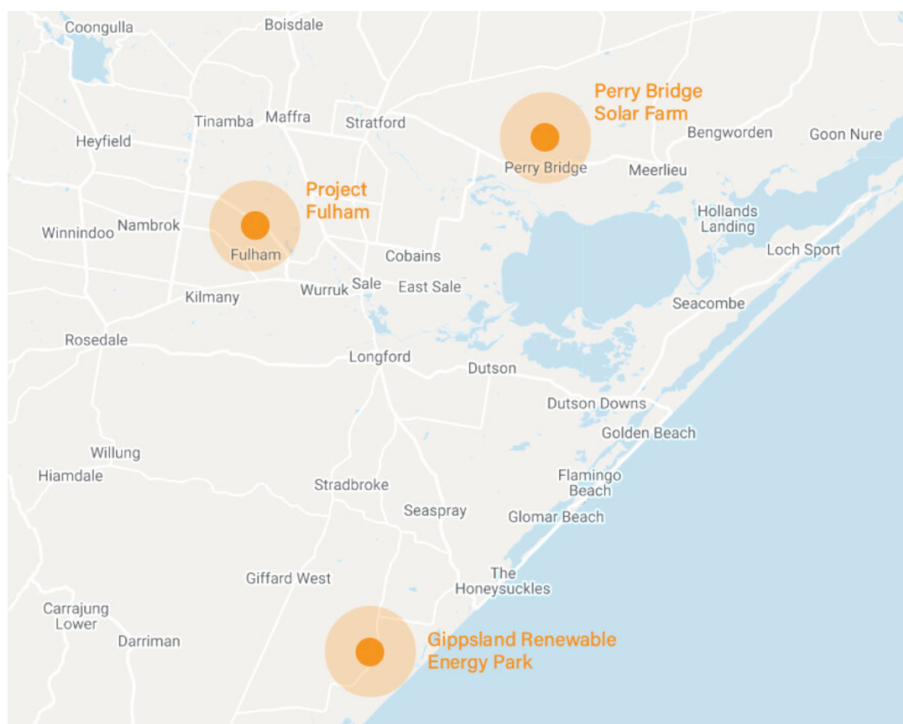 Coongulla
Boisdale
Perry Bridge
Solar Farm
Tinamba
Maffra
Stratford
Bengworden
Goon Nure
Heyfield
Perry Bridge
Meerlieu
Project
Fulham
Hollands
Landing
Winnindoo
Nambrok
Fulham
Cobains
Loch Sport
Kilmany
Wurruk
Sale
East Sale
Seacombe
Rosedale
Longford
Dutson
Dutson Downs
Golden Beach
Willung
Hiamdale
Stradbroke
Flamingo
Beach
Seaspray
Glomar Beach
Giffard West
The
Honeysuckles
Carrajung
Lower
Darriman
Gippsland Renewable
Energy Park